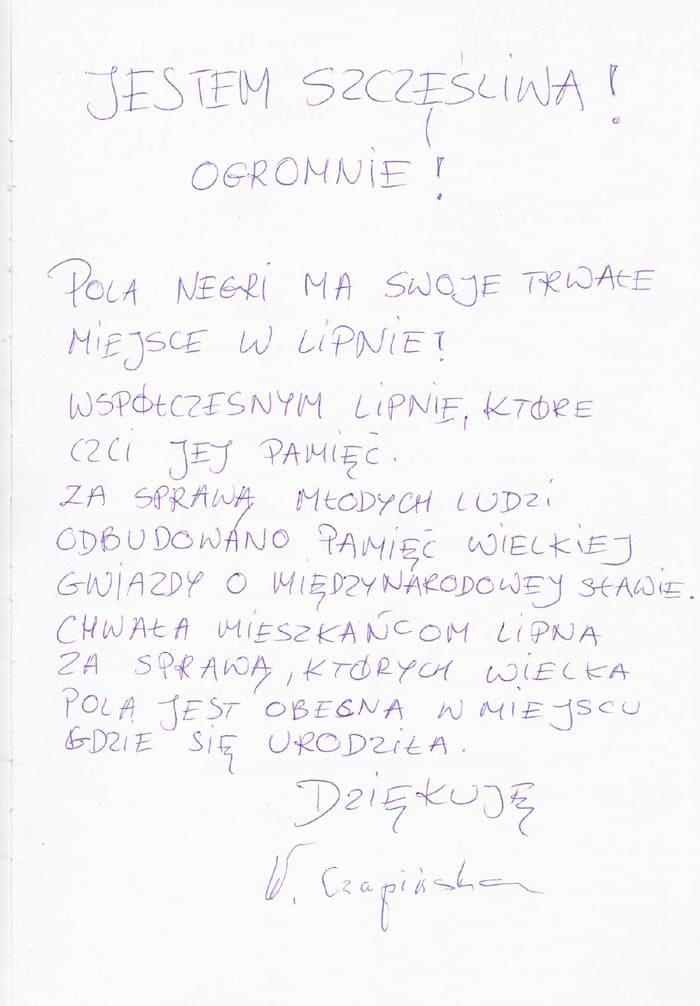 JESTEM SZCZĘŚLIWA!
OGROMNIE!
POLA NEGRI MA SWOJE TRWAŁE
MIEJSCE W LIPNIE!
WSPÓŁCZESNYM LIPNIE, KTÓRE
CZCI JEJ PAMIĘĆ.
ZA SPRAWĄ MŁODYCH LUDZI
ODBUDOWANO PAMIĘĆ WIELKIEJ
GWIAZDY O MIĘDZYNARODOWEJ SŁAWIE.
CHWAŁA MIESZKAŃCOM LIPNA
ZA SPRAWĄ, KTÓRYCH WIELKA
POLA JEST OBECNA W MIEJSCU
GDZIE SIĘ URODZIŁA.
DZIĘKUJĘ
W. Czapińska